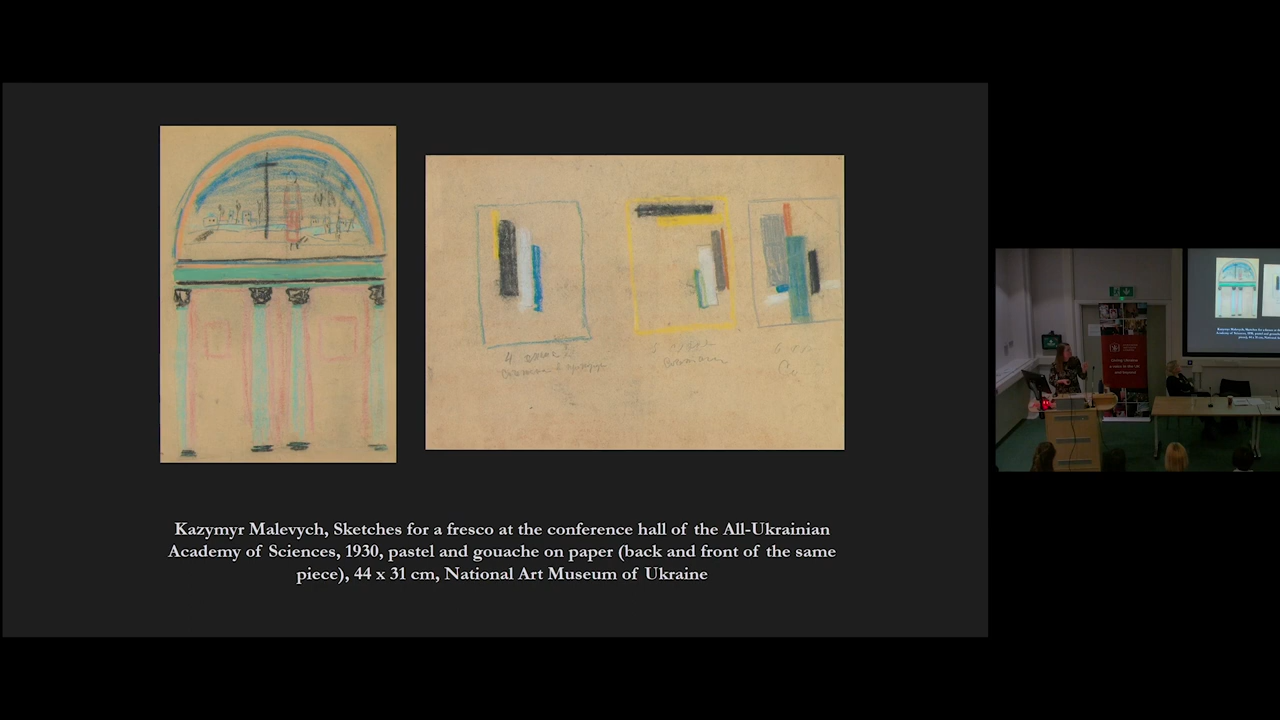 Kazymyr Malevych, Sketches for a fresco at the conference hall of the All-Ukrainian
Academy of Sciences, 1930, pastel and gouache on paper (back and front of the same
piece), 44 x 31 cm, National Art Museum of Ukraine